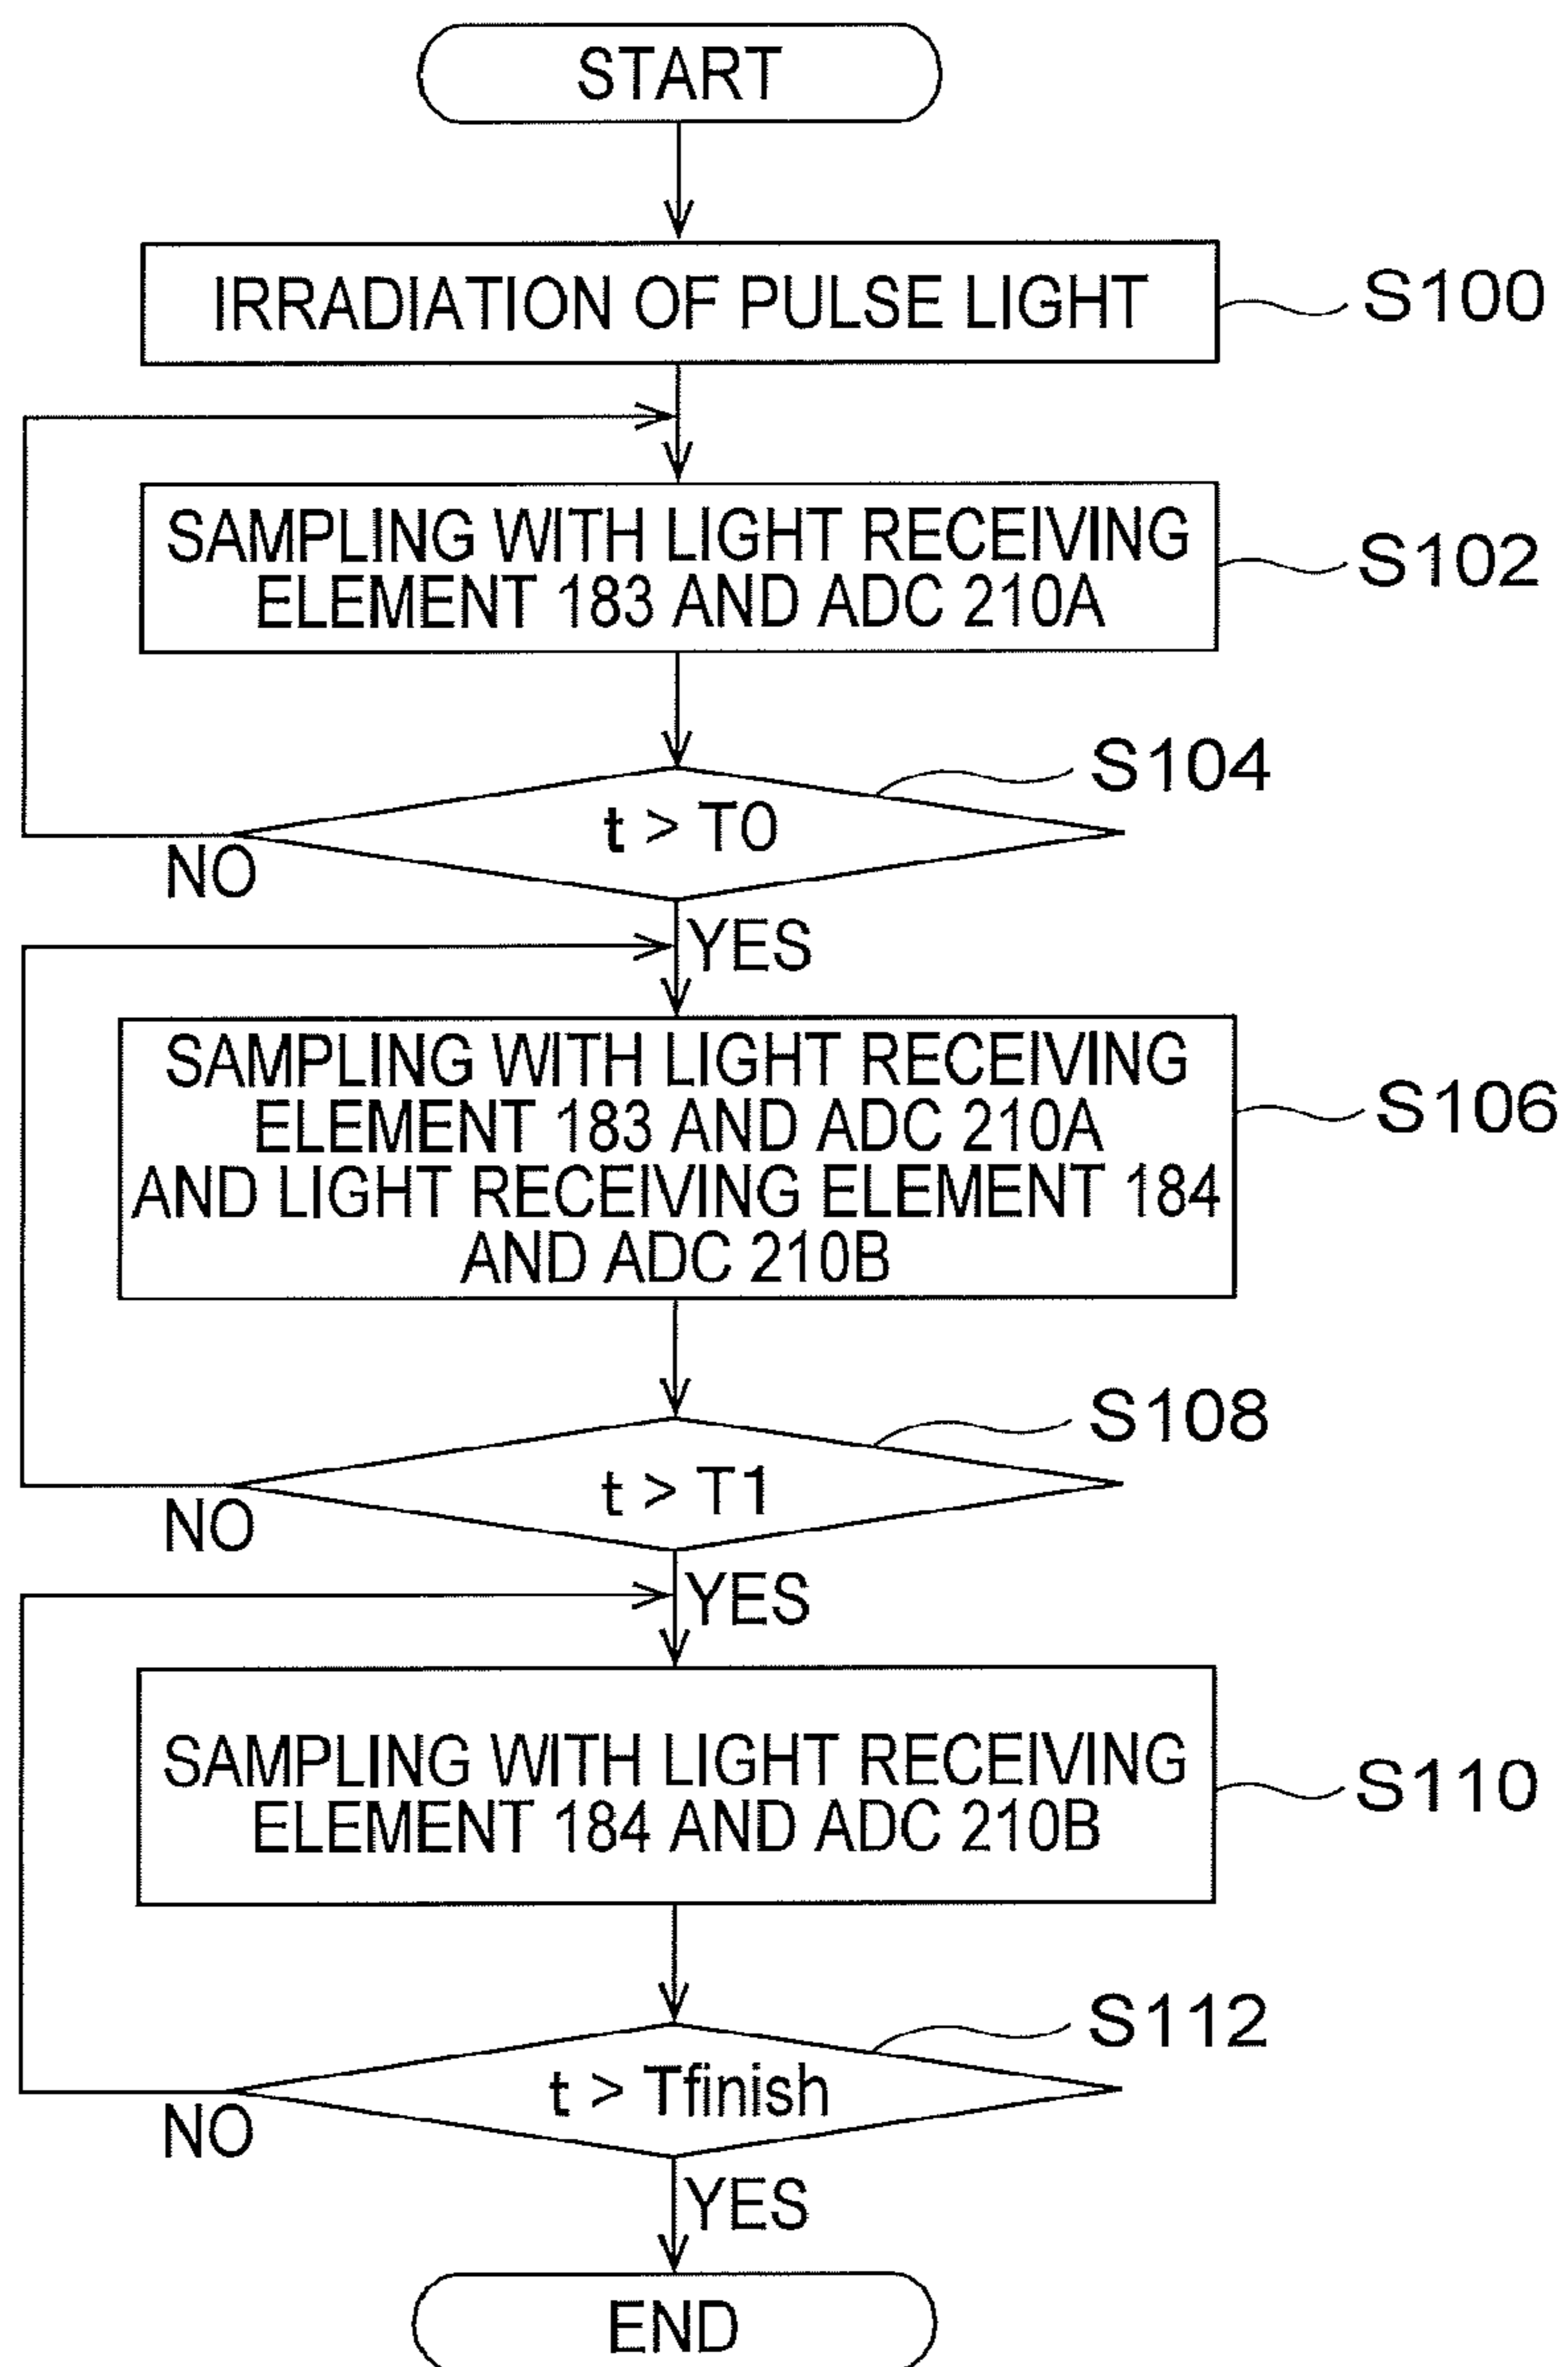 START
IRRADIATION OF PULSE LIGHT
S100
SAMPLING WITH LIGHT RECEIVING
ELEMENT 183 AND ADC 210A
S102
S104
t > T0
NO
YES
SAMPLING WITH LIGHT RECEIVING
ELEMENT 183 AND ADC 210A
AND LIGHT RECEIVING ELEMENT 184
AND ADC 210B
S106
S108
t > T1
NO
YES
SAMPLING WITH LIGHT RECEIVING
ELEMENT 184 AND ADC 210B
S110
S112
t > Tfinish
NO
YES
END